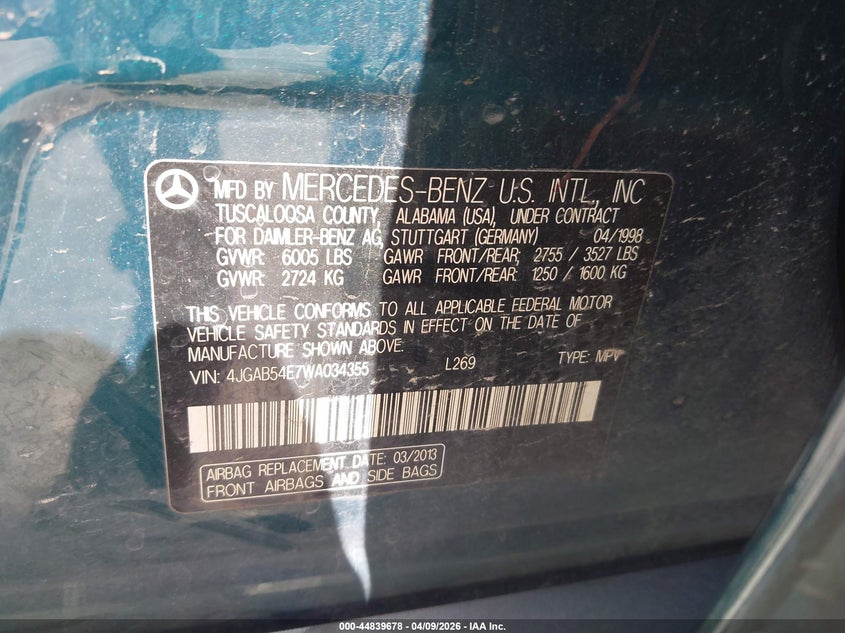 MFD BY MERCEDES-BENZ U.S. INTL., INC
TUSCALOOSA COUNTY, ALABAMA (USA), UNDER CONTRACT
FOR DAIMLER-BENZ AG, STUTTGART (GERMANY) 04/1998
GVWR: 6005 LBS GAWR FRONT/REAR: 2755 / 3527 LBS
GVWR: 2724 KG GAWR FRONT/REAR: 1250 / 1600 KG
THIS VEHICLE CONFORMS TO ALL APPLICABLE FEDERAL MOTOR
VEHICLE SAFETY STANDARDS IN EFFECT ON THE DATE OF
MANUFACTURE SHOWN ABOVE:
VIN: 4JGAB54E7WA034355 L269 TYPE: MPV
AIRBAG REPLACEMENT DATE: 03/2013
FRONT AIRBAGS AND SIDE BAGS
000-44839678 | 04/09/2026 - IAA Inc.